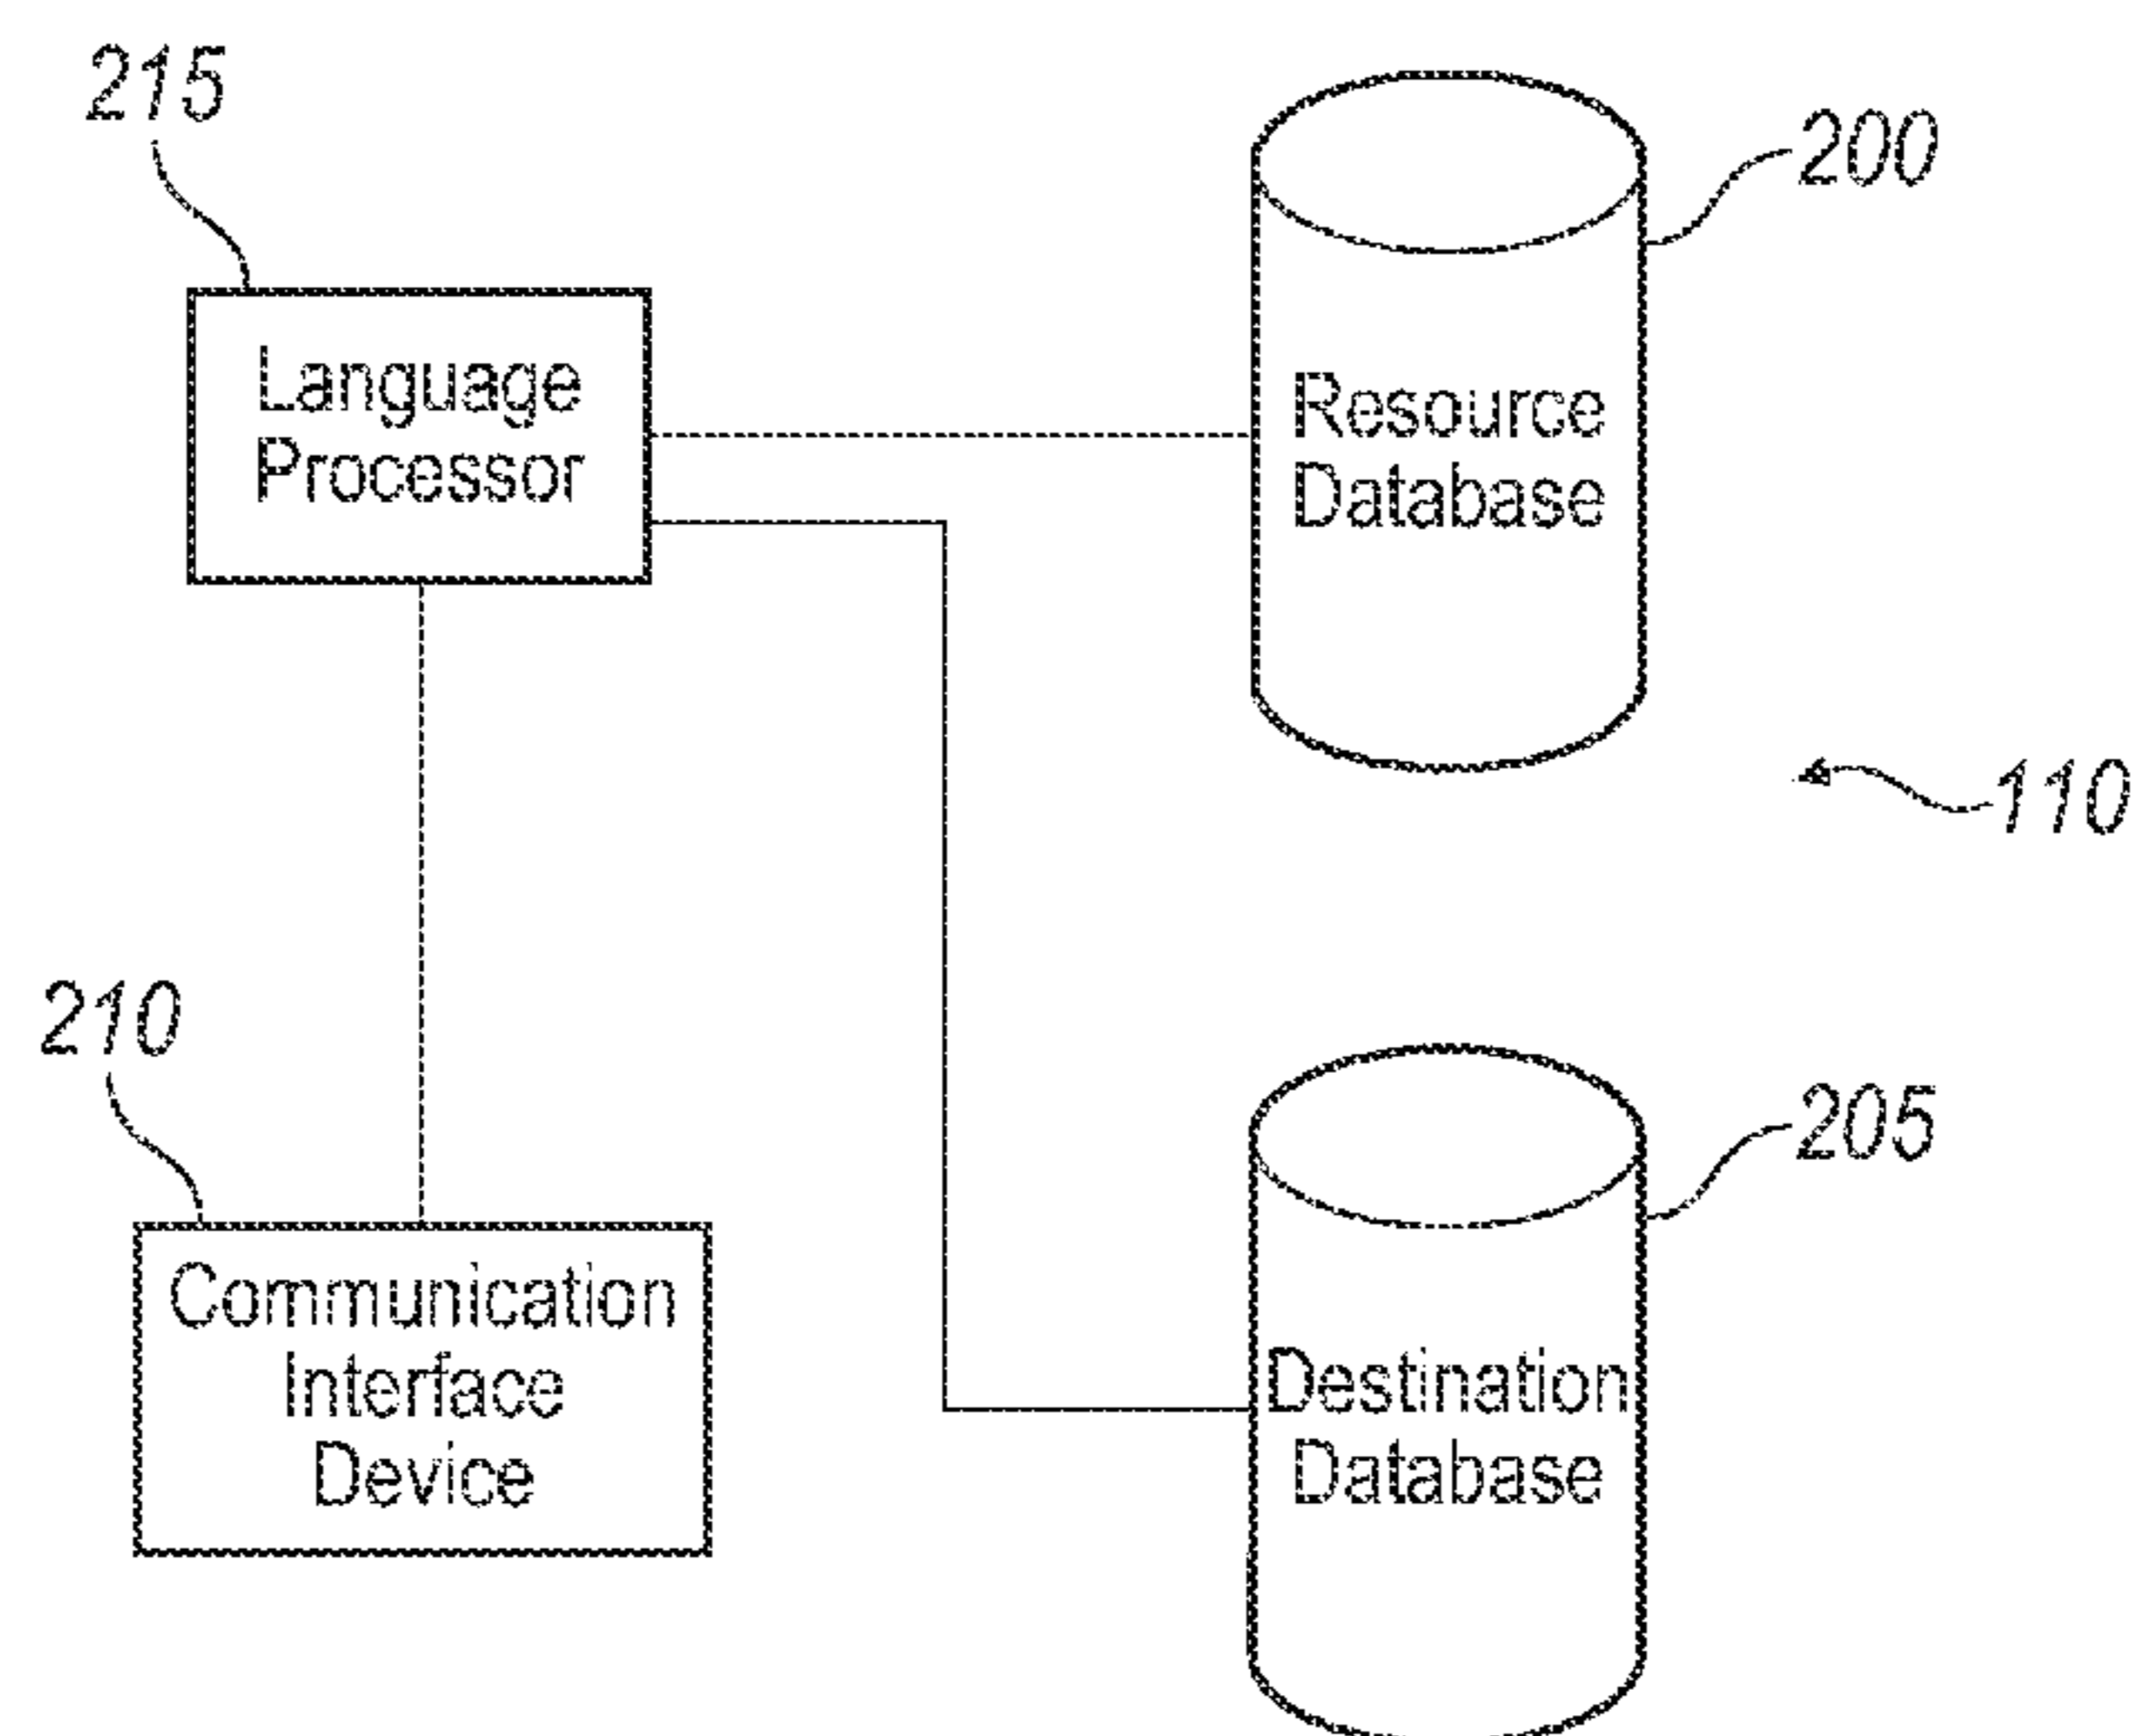 215
200
Language
Processor
Resource
Database
110
210
205
Communication
Interface
Device
Destination
Database